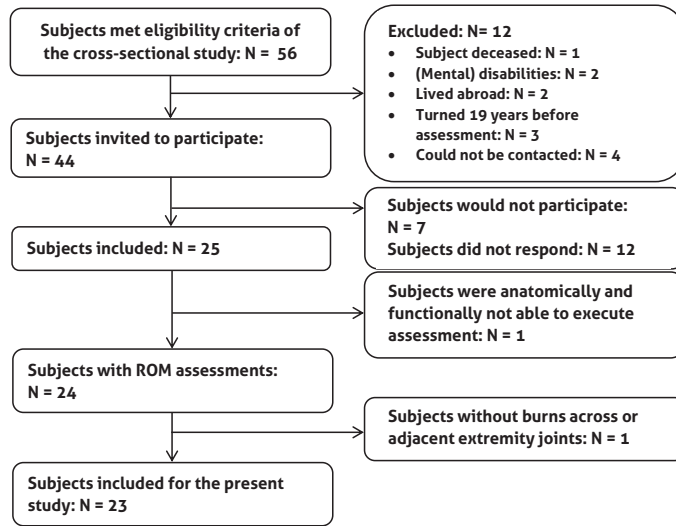 Subjects met eligibility criteria of
the cross-sectional study: N = 56
Excluded: N= 12
• Subject deceased: N = 1
• (Mental) disabilities: N = 2
• Lived abroad: N = 2
• Turned 19 years before
assessment: N = 3
• Could not be contacted: N = 4
Subjects invited to participate:
N = 44
Subjects would not participate:
N = 7
Subjects did not respond: N = 12
Subjects included: N = 25
Subjects were anatomically and
functionally not able to execute
assessment: N = 1
Subjects with ROM assessments:
N = 24
Subjects without burns across or
adjacent extremity joints: N = 1
Subjects included for the present
study: N = 23